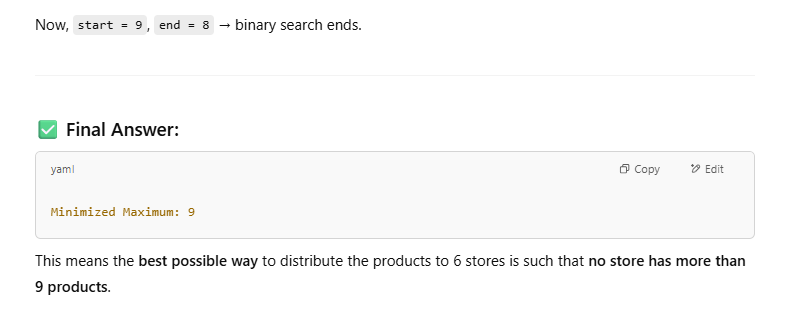 Now, start = 9, end = 8 → binary search ends.
✅ Final Answer:
yaml Copy Edit
Minimized Maximum: 9
This means the best possible way to distribute the products to 6 stores is such that no store has more than
9 products.